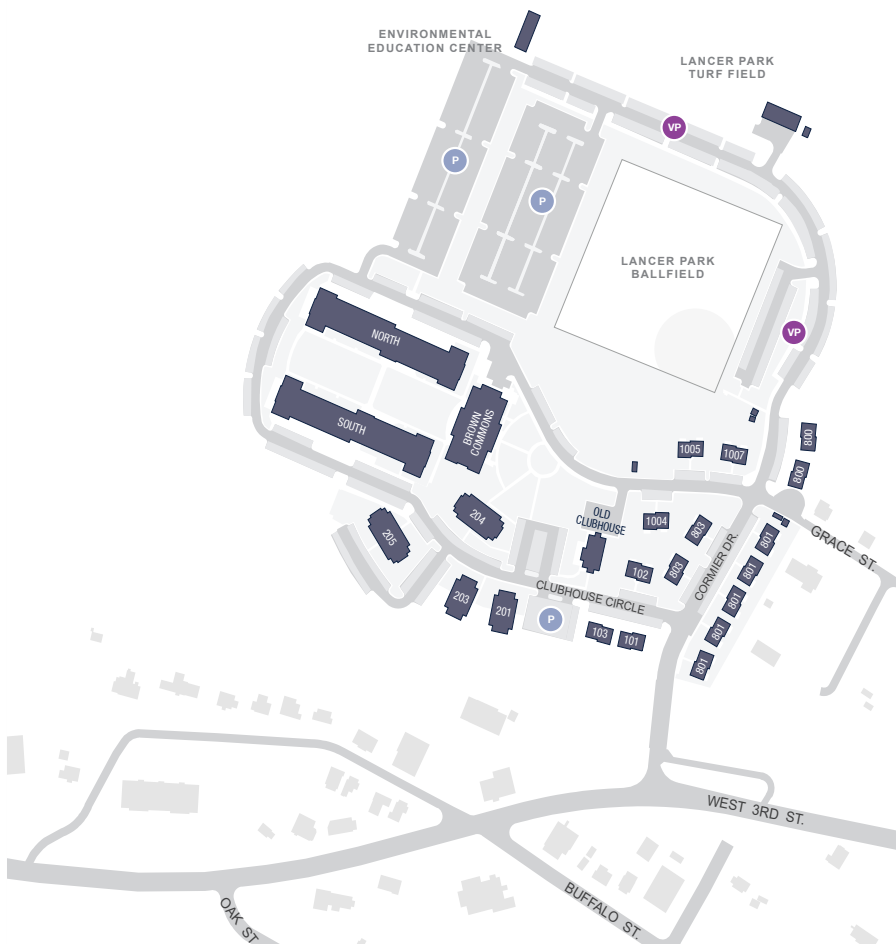 ENVIRONMENTAL
EDUCATION CENTER
LANCER PARK
TURF FIELD
VP
P
P
LANCER PARK
BALLFIELD
VP
NORTH
SOUTH
BROWN
COMMONS
800
1005
1007
800
204
205
OLD
CLUBHOUSE
1004
803
GRACE ST.
801
CORMIER DR.
102
803
801
CLUBHOUSE CIRCLE
203
201
P
801
103
101
801
801
WEST 3RD ST.
BUFFALO ST.
OAK ST